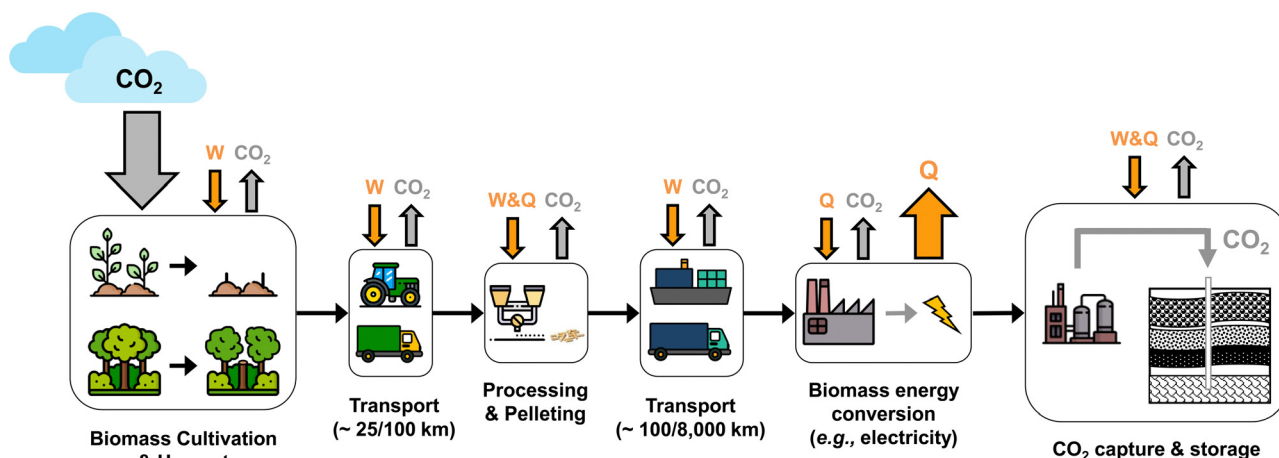 CO₂
W CO₂
W CO₂
W&Q CO₂
W CO₂
Q CO₂
Q
W&Q CO₂
CO₂
Biomass Cultivation
Transport
(~ 25/100 km)
Processing
& Pelleting
Transport
(~ 100/8,000 km)
Biomass energy
conversion
(e.g., electricity)
CO₂ capture & storage